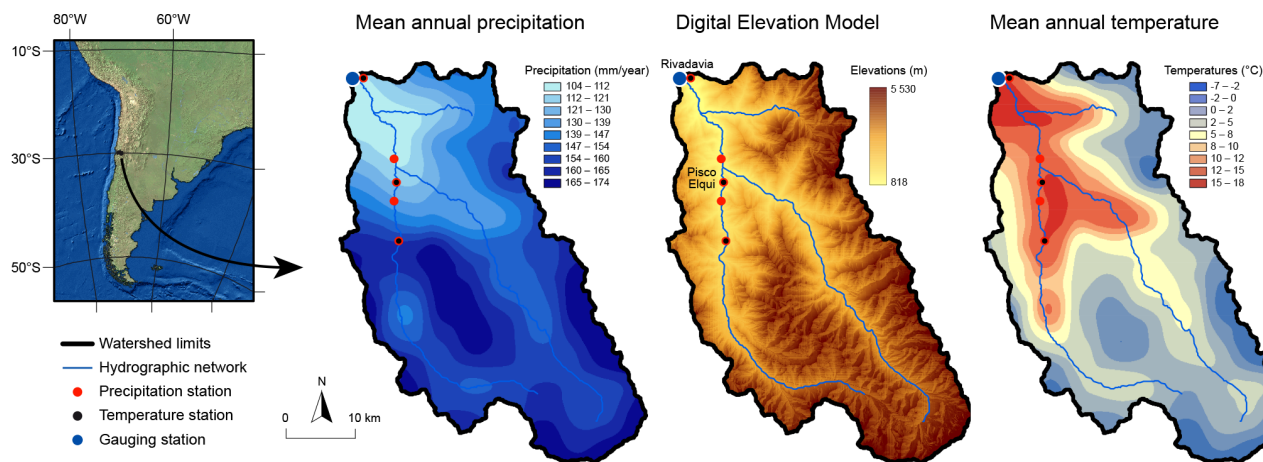 80°W
60°W
10°S
30°S
50°S
Watershed limits
Hydrographic network
Precipitation station
Temperature station
Gauging station
N
0
10 km
Mean annual precipitation
Precipitation (mm/year)
104 – 112
112 – 121
121 – 130
130 – 139
139 – 147
147 – 154
154 – 160
160 – 165
165 – 174
Digital Elevation Model
Rivadavia
Pisco
Elqui
Elevations (m)
5 530
818
Mean annual temperature
Temperatures (°C)
-7 – -2
-2 – 0
0 – 2
2 – 5
5 – 8
8 – 10
10 – 12
12 – 15
15 – 18